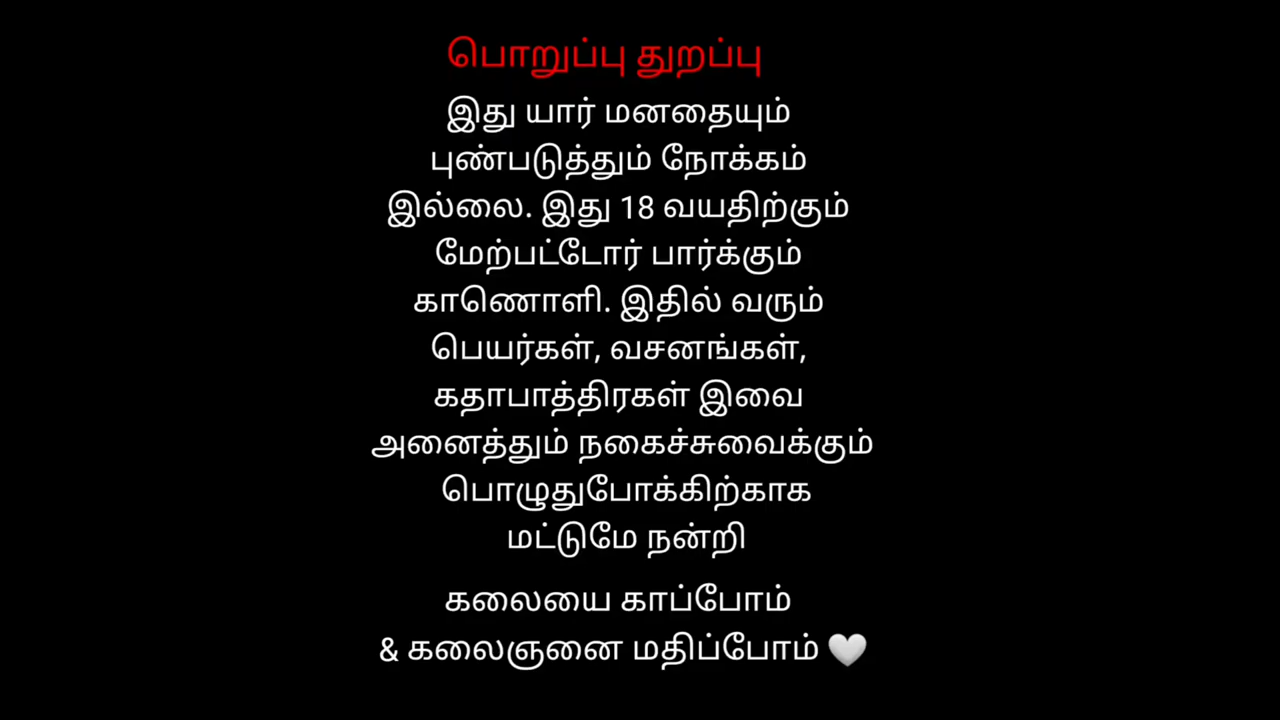 பொறுப்பு துறப்பு
இது யார் மனதையும்
புண்படுத்தும் நோக்கம்
இல்லை. இது 18 வயதிற்கும்
மேற்பட்டோர் பார்க்கும்
காணொளி. இதில் வரும்
பெயர்கள், வசனங்கள்,
கதாபாத்திரகள் இவை
அனைத்தும் நகைச்சுவைக்கும்
பொழுதுபோக்கிற்காக
மட்டுமே நன்றி
கலையை காப்போம்
& கலைஞனை மதிப்போம் 🤍